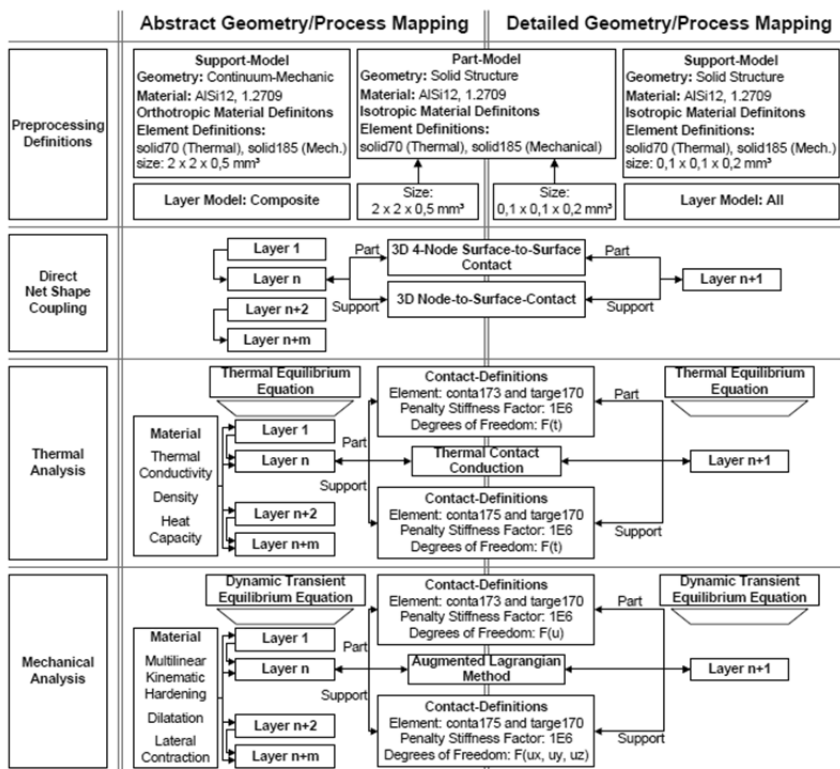 Abstract Geometry/Process Mapping
Detailed Geometry/Process Mapping
Preprocessing
Definitions
Support-Model
Geometry: Continuum-Mechanic
Material: AlSi12, 1.2709
Orthotropic Material Definitons
Element Definitions:
solid70 (Thermal), solid185 (Mech.)
size: 2 x 2 x 0,5 mm³
Layer Model: Composite
Part-Model
Geometry: Solid Structure
Material: AlSi12, 1.2709
Isotropic Material Definitons
Element Definitions:
solid70 (Thermal), solid185 (Mechanical)
Size:
2 x 2 x 0,5 mm³
Size:
0,1 x 0,1 x 0,2 mm³
Support-Model
Geometry: Solid Structure
Material: AlSi12, 1.2709
Isotropic Material Definitons
Element Definitions:
solid70 (Thermal), solid185 (Mech.)
size: 0,1 x 0,1 x 0,2 mm³
Layer Model: All
Direct
Net Shape
Coupling
Layer 1
Layer n
Layer n+2
Layer n+m
Part
Support
3D 4-Node Surface-to-Surface
Contact
3D Node-to-Surface-Contact
Part
Support
Layer n+1
Thermal
Analysis
Thermal Equilibrium
Equation
Material
Thermal
Conductivity
Density
Heat
Capacity
Layer 1
Layer n
Layer n+2
Layer n+m
Part
Support
Contact-Definitions
Element: conta173 and targe170
Penalty Stiffness Factor: 1E6
Degrees of Freedom: F(t)
Thermal Contact
Conduction
Contact-Definitions
Element: conta175 and targe170
Penalty Stiffness Factor: 1E6
Degrees of Freedom: F(t)
Part
Support
Thermal Equilibrium
Equation
Layer n+1
Mechanical
Analysis
Dynamic Transient
Equilibrium Equation
Material
Multilinear
Kinematic
Hardening
Dilatation
Lateral
Contraction
Layer 1
Layer n
Layer n+2
Layer n+m
Part
Support
Contact-Definitions
Element: conta173 and targe170
Penalty Stiffness Factor: 1E6
Degrees of Freedom: F(u)
Augmented Lagrangian
Method
Contact-Definitions
Element: conta175 and targe170
Penalty Stiffness Factor: 1E6
Degrees of Freedom: F(ux, uy, uz)
Part
Support
Dynamic Transient
Equilibrium Equation
Layer n+1